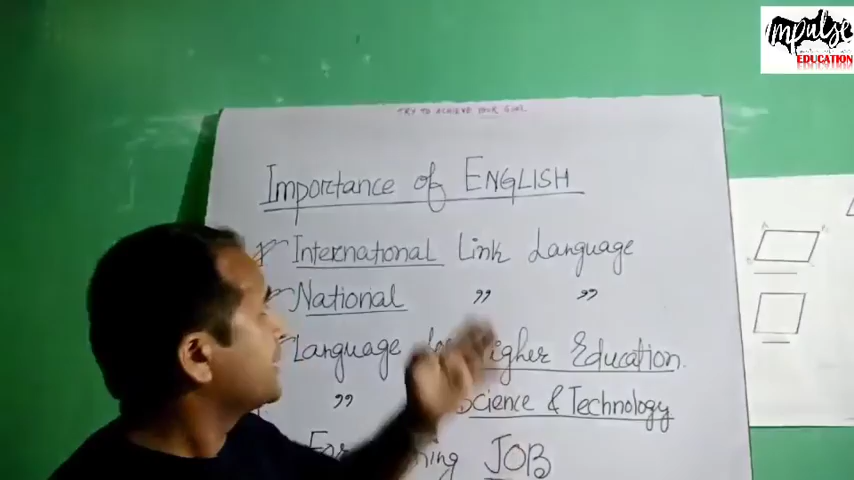 Impulse
EDUCATION
TRY TO ACHIEVE YOUR GOAL
Importance of ENGLISH
International Link Language
National " "
Language for Higher Education.
" Science & Technology
JOB